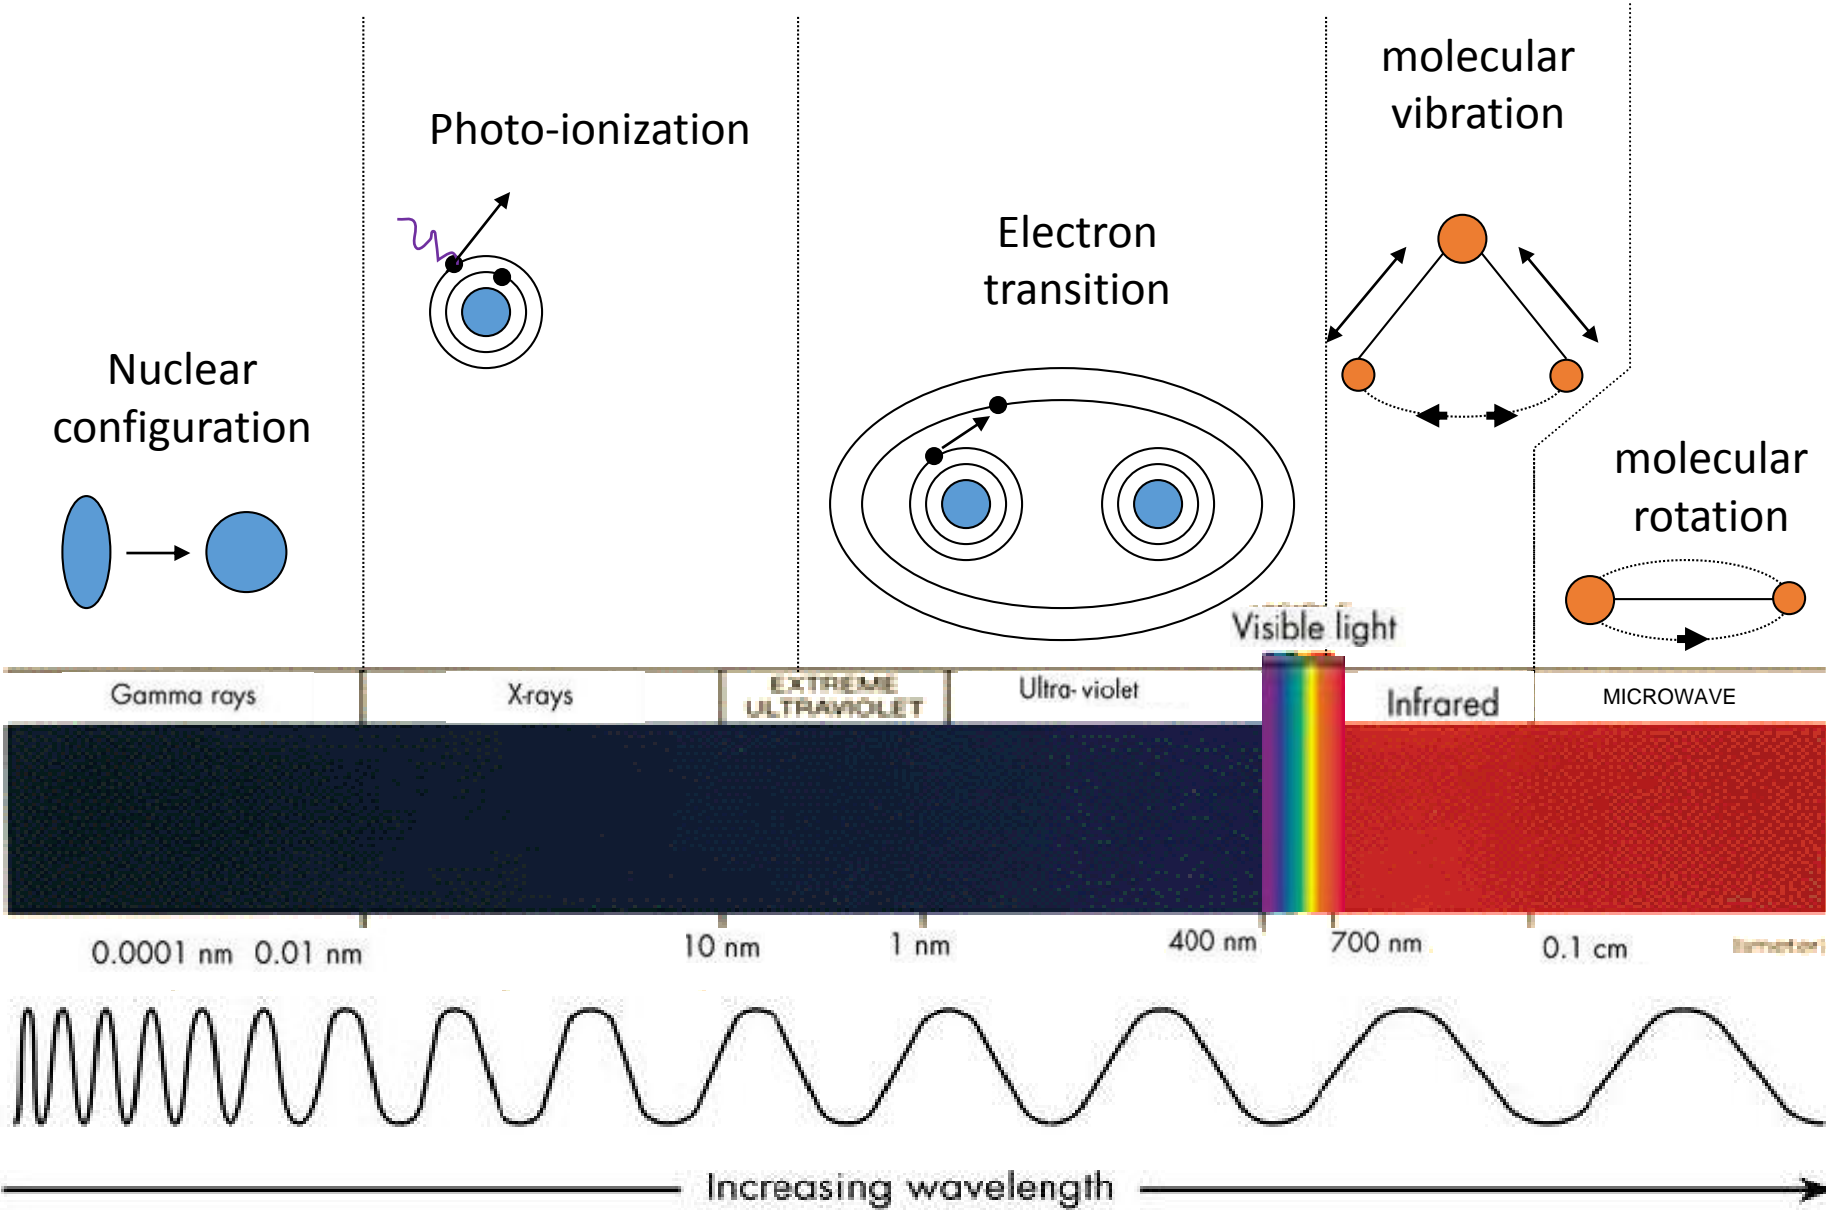 molecular
vibration
Photo-ionization
Electron
transition
Nuclear
configuration
molecular
rotation
Visible light
Gamma rays
X-rays
EXTREME
ULTRAVIOLET
Ultra-violet
Infrared
MICROWAVE
0.0001 nm
0.01 nm
10 nm
1 nm
400 nm
700 nm
0.1 cm
Increasing wavelength